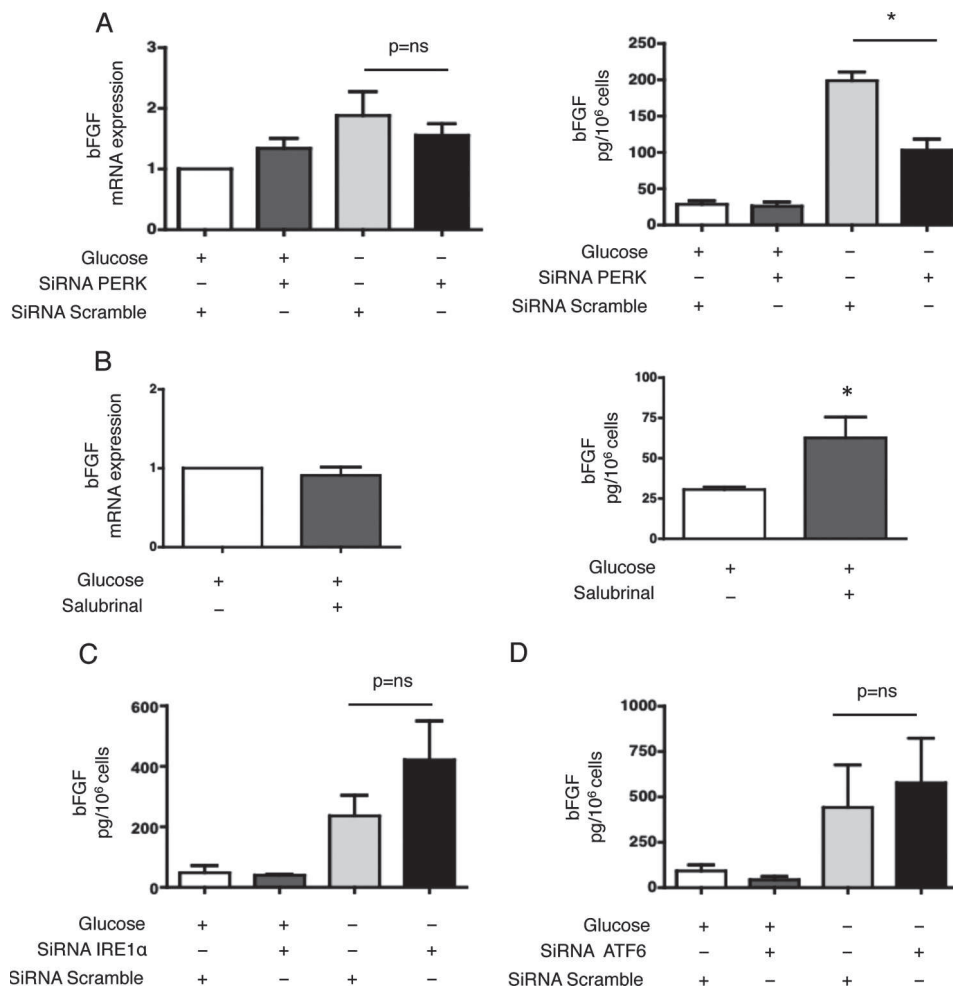 A
bFGF
mRNA expression
3
2
1
0
p=ns
Glucose + + – –
SiRNA PERK – + – +
SiRNA Scramble + – + –
bFGF
pg/10⁶ cells
250
200
150
100
50
0
*
Glucose + + – –
SiRNA PERK – + – +
SiRNA Scramble + – + –
B
bFGF
mRNA expression
2
1
0
Glucose + +
Salubrinal – +
bFGF
pg/10⁶ cells
100
75
50
25
0
*
Glucose + +
Salubrinal – +
C
bFGF
pg/10⁶ cells
600
400
200
0
p=ns
Glucose + + – –
SiRNA IRE1α – + – +
SiRNA Scramble + – + –
D
bFGF
pg/10⁶ cells
1000
750
500
250
0
p=ns
Glucose + + – –
SiRNA ATF6 – + – +
SiRNA Scramble + – + –